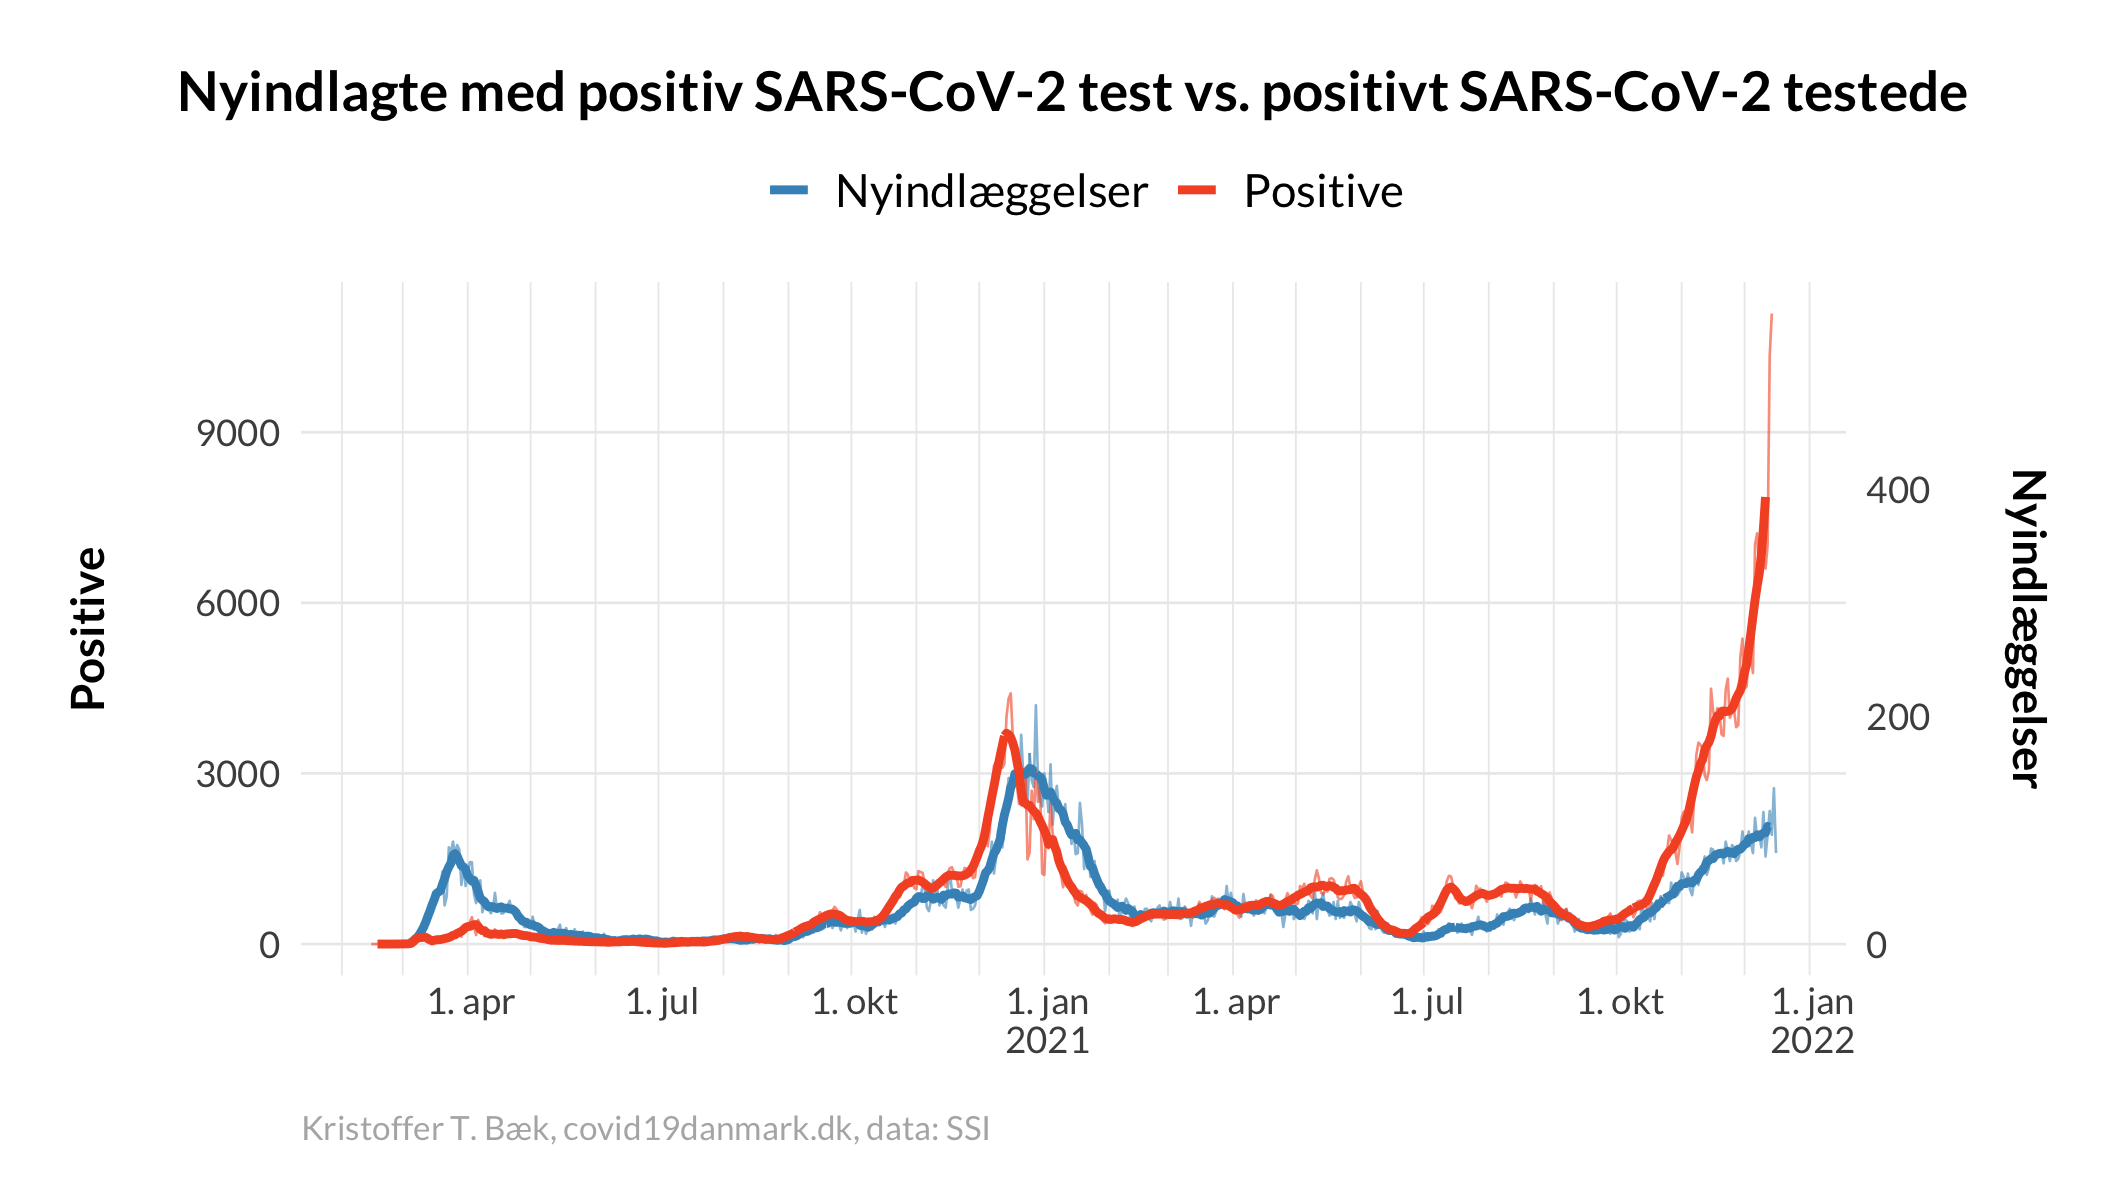 Nyindlagte med positiv SARS-CoV-2 test vs. positivt SARS-CoV-2 testede
Nyindlæggelser
Positive
9000
6000
3000
0
Positive
400
200
0
Nyindlæggelser
1. apr
1. jul
1. okt
1. jan
2021
1. apr
1. jul
1. okt
1. jan
2022
Kristoffer T. Bæk, covid19danmark.dk, data: SSI